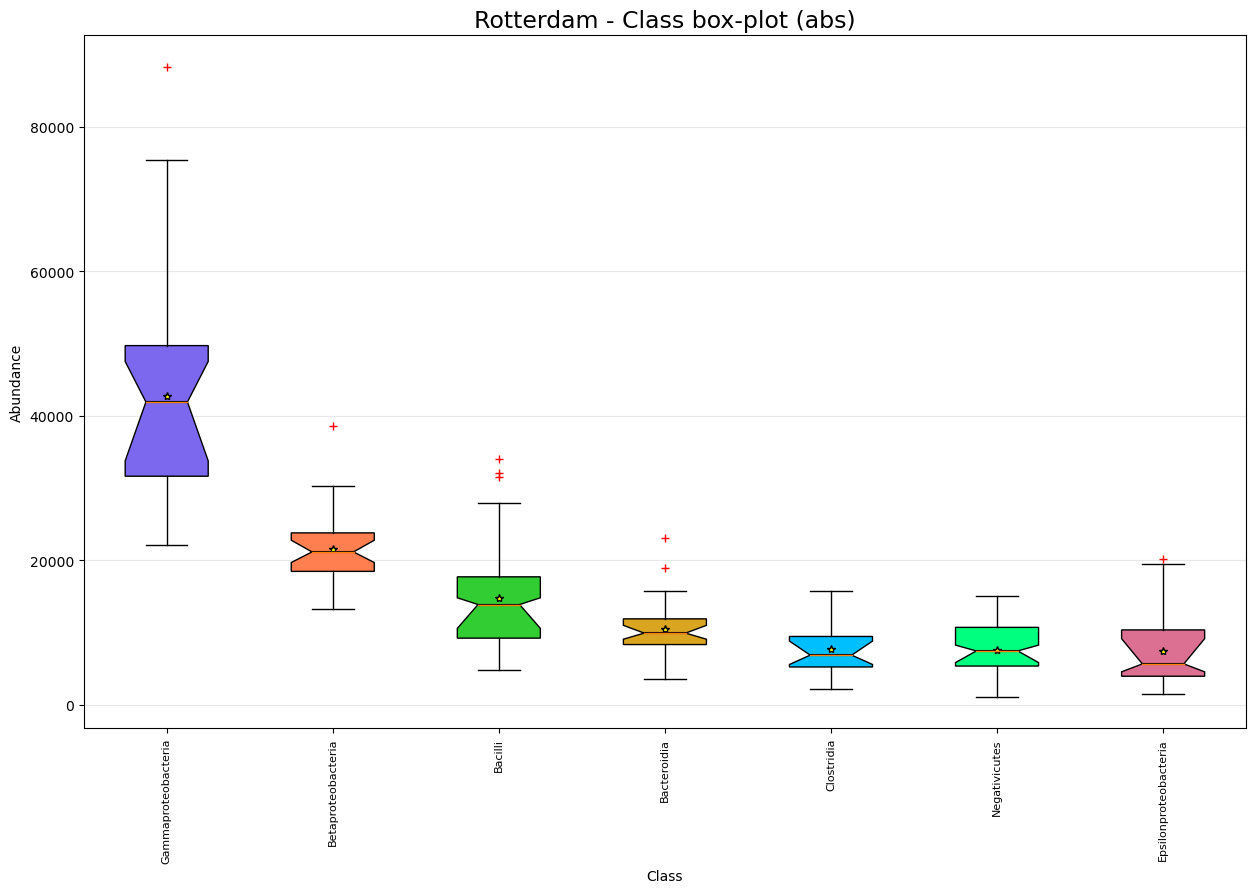 Rotterdam - Class box-plot (abs)
80000
60000
40000
20000
0
Abundance
Gammaproteobacteria
Betaproteobacteria
Bacilli
Bacteroidia
Clostridia
Negativicutes
Epsilonproteobacteria
Class